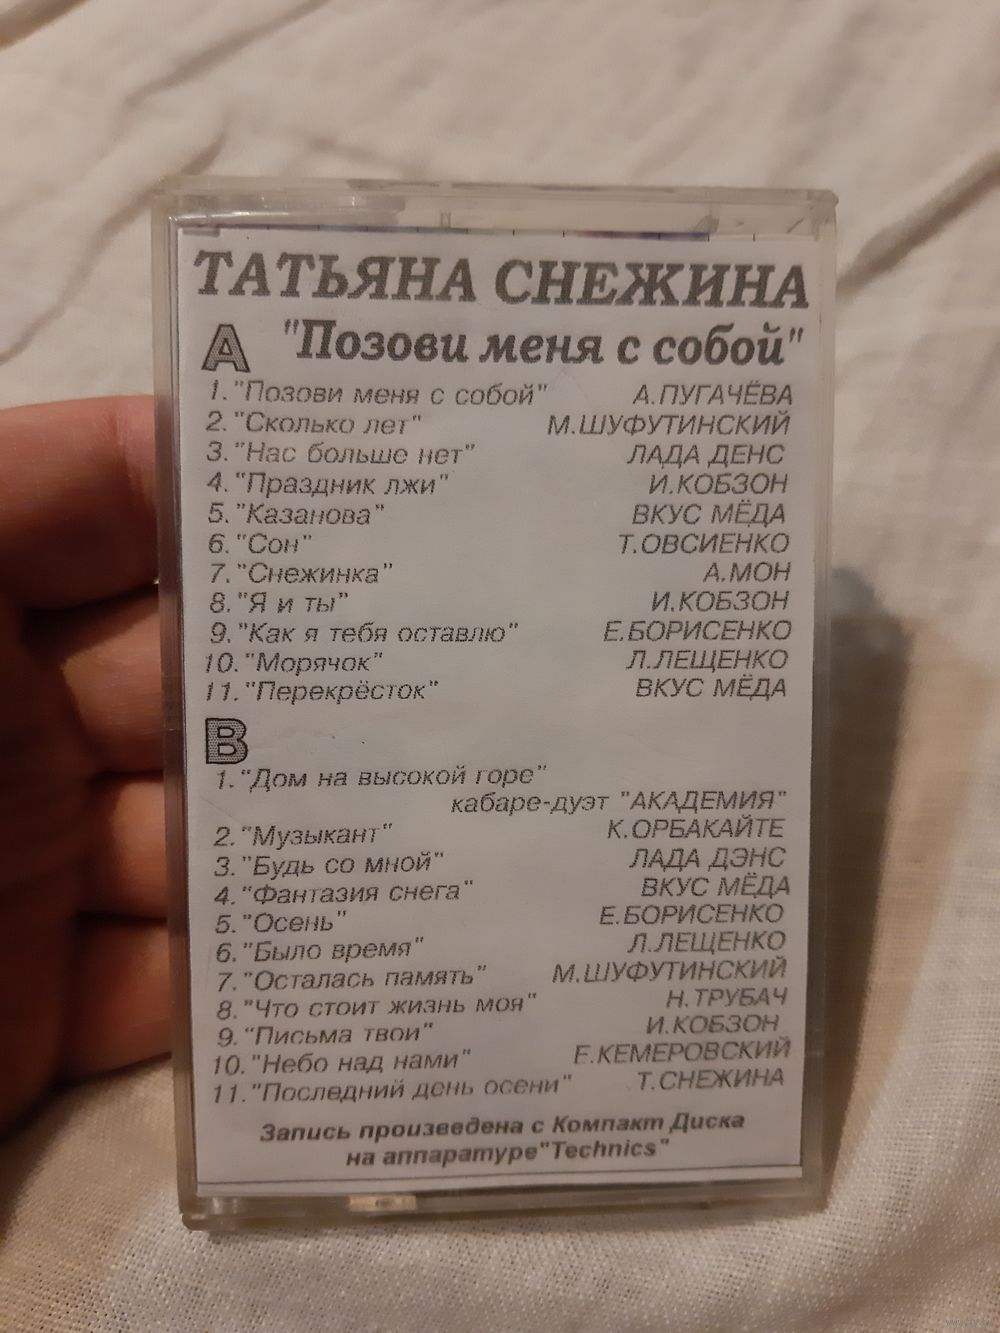 ТАТЬЯНА СНЕЖИНА
A "Позови меня с собой"
1. "Позови меня с собой" А.ПУГАЧЁВА
2. "Сколько лет" М.ШУФУТИНСКИЙ
3. "Нас больше нет" ЛАДА ДЕНС
4. "Праздник лжи" И.КОБЗОН
5. "Казанова" ВКУС МЁДА
6. "Сон" Т.ОВСИЕНКО
7. "Снежинка" А.МОН
8. "Я и ты" И.КОБЗОН
9. "Как я тебя оставлю" Е.БОРИСЕНКО
10. "Морячок" Л.ЛЕЩЕНКО
11. "Перекрёсток" ВКУС МЁДА
B
1. "Дом на высокой горе"
кабаре-дуэт "АКАДЕМИЯ"
2. "Музыкант" К.ОРБАКАЙТЕ
3. "Будь со мной" ЛАДА ДЭНС
4. "Фантазия снега" ВКУС МЁДА
5. "Осень" Е.БОРИСЕНКО
6. "Было время" Л.ЛЕЩЕНКО
7. "Осталась память" М.ШУФУТИНСКИЙ
8. "Что стоит жизнь моя" Н.ТРУБАЧ
9. "Письма твои" И.КОБЗОН
10. "Небо над нами" Е.КЕМЕРОВСКИЙ
11. "Последний день осени" Т.СНЕЖИНА
Запись произведена с Компакт Диска
на аппаратуре"Technics"